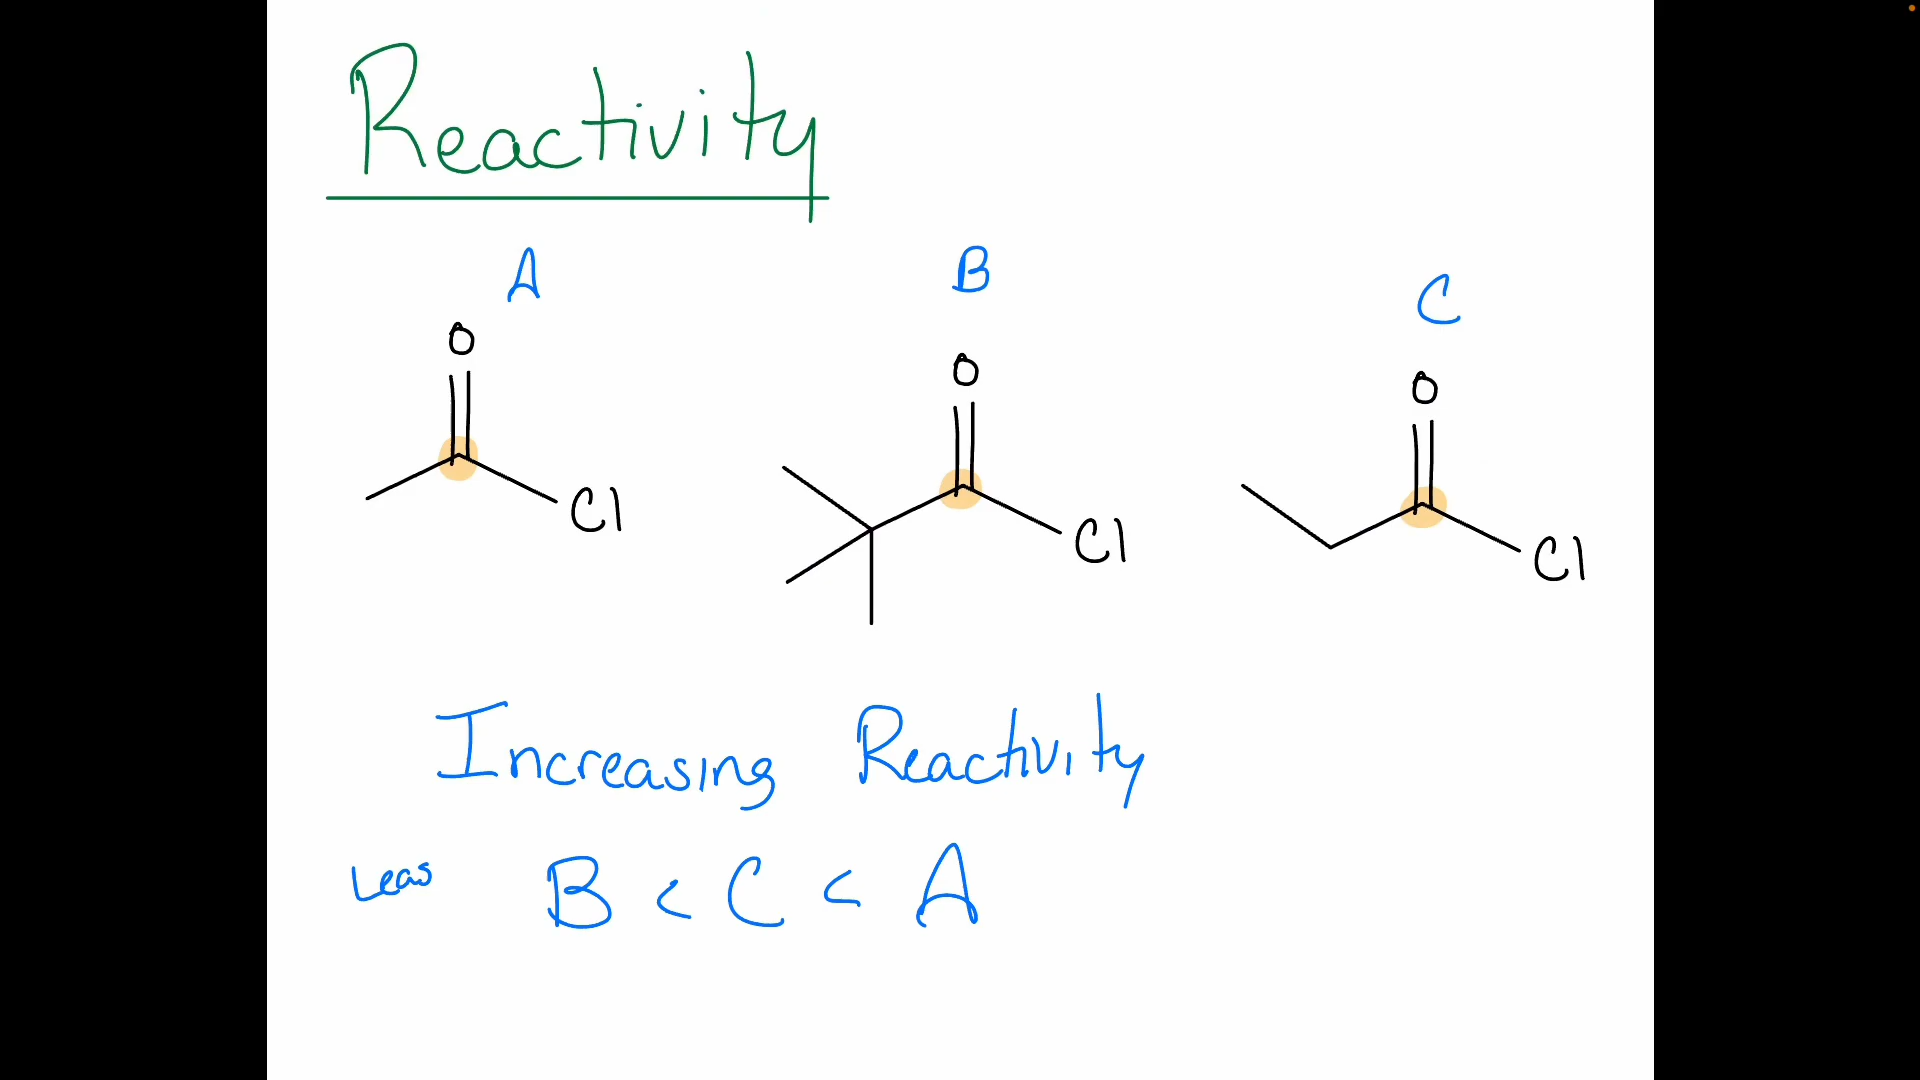 Reactivity
A B C
O O O
Cl Cl Cl
Increasing Reactivity
Leas B < C < A